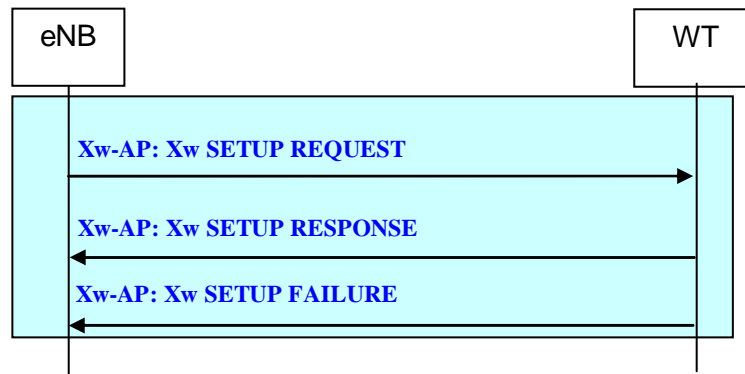 eNB
WT
Xw-AP: Xw SETUP REQUEST
Xw-AP: Xw SETUP RESPONSE
Xw-AP: Xw SETUP FAILURE